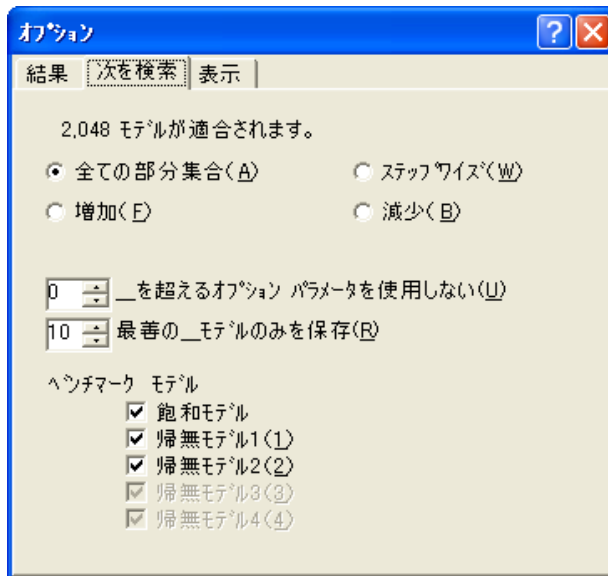 ｵﾌﾟｼｮﾝ
結果 次を検索 表示
2,048 ﾓﾃﾞﾙが適合されます。
全ての部分集合(A) ｽﾃｯﾌﾟﾜｲｽﾞ(W)
増加(F) 減少(B)
0 __を超えるｵﾌﾟｼｮﾝ ﾊﾟﾗﾒｰﾀを使用しない(U)
10 最善の__モデルのみを保存(R)
ﾍﾞﾝﾁﾏｰｸ ﾓﾃﾞﾙ
飽和モデル
帰無ﾓﾃﾞﾙ1(1)
帰無ﾓﾃﾞﾙ2(2)
帰無ﾓﾃﾞﾙ3(3)
帰無ﾓﾃﾞﾙ4(4)